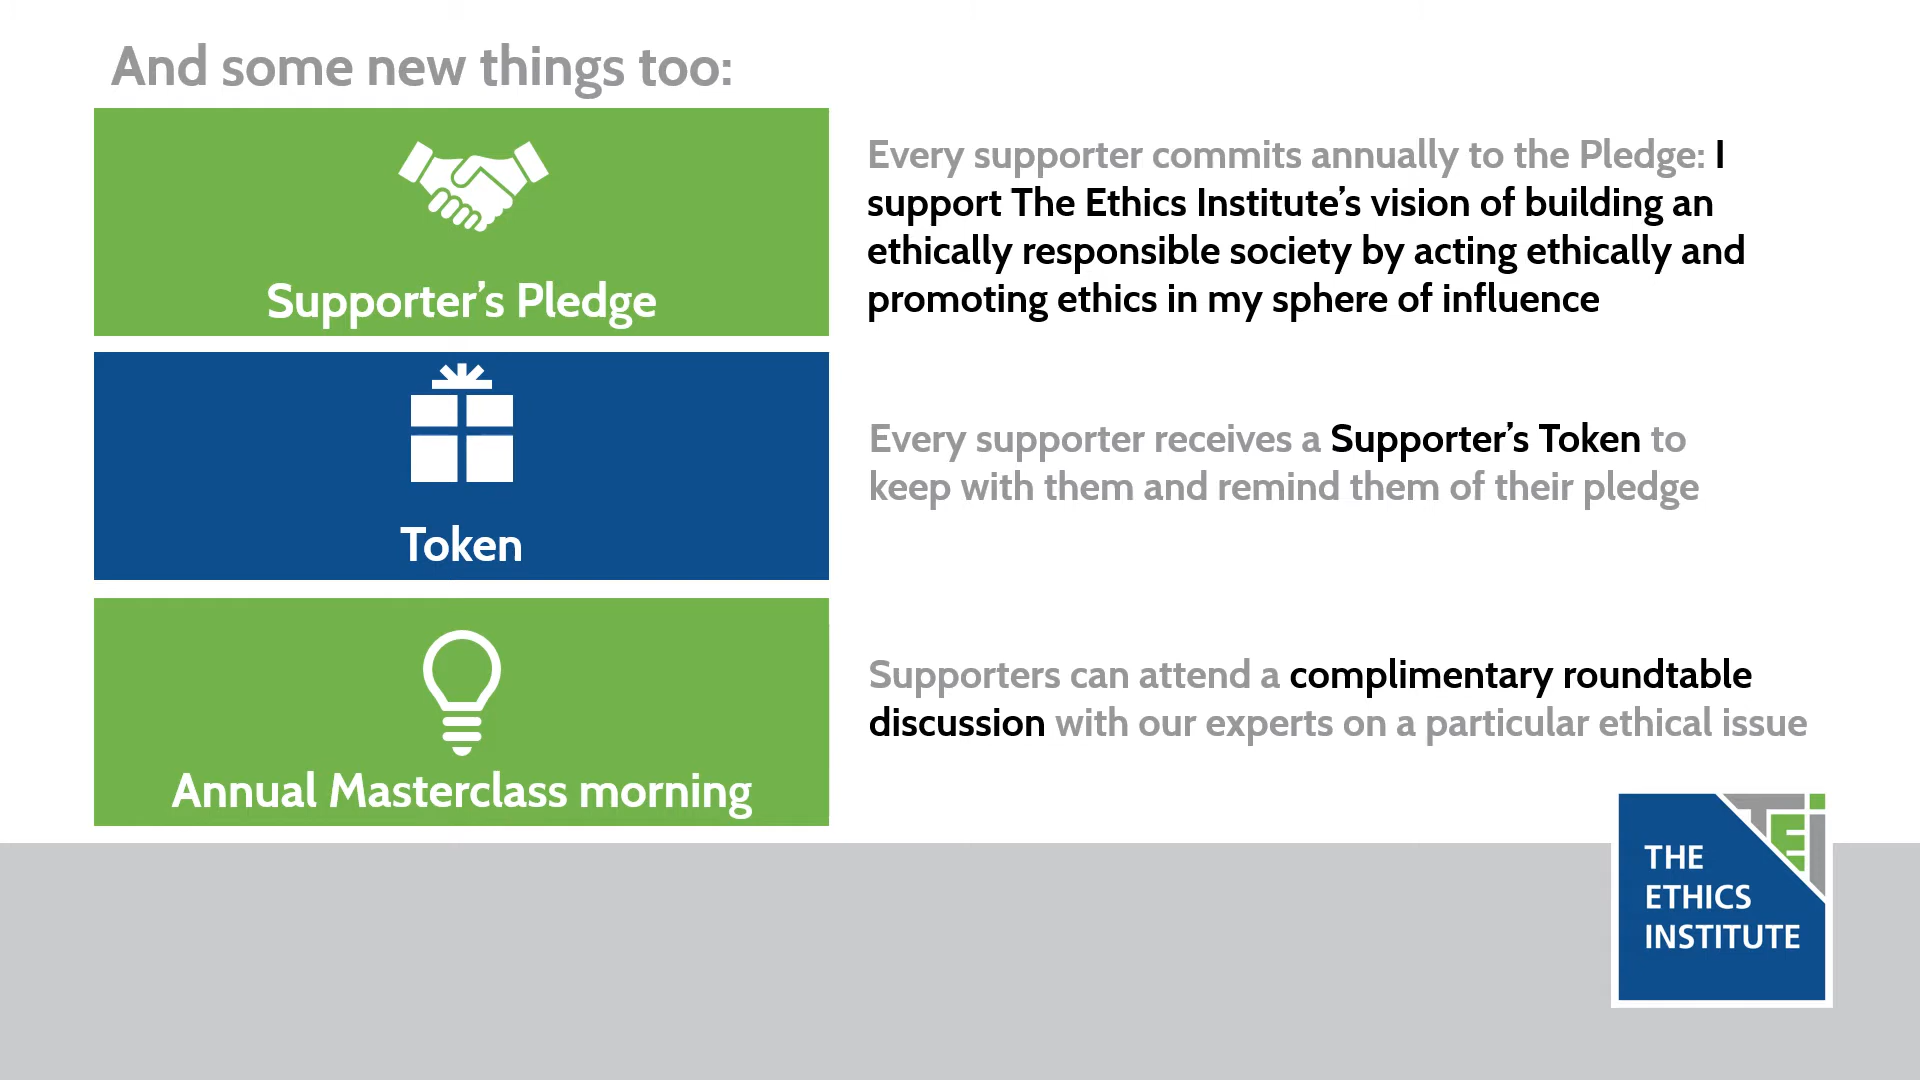 And some new things too:
Supporter’s Pledge
Every supporter commits annually to the Pledge: I
support The Ethics Institute’s vision of building an
ethically responsible society by acting ethically and
promoting ethics in my sphere of influence
Token
Every supporter receives a Supporter’s Token to
keep with them and remind them of their pledge
Annual Masterclass morning
Supporters can attend a complimentary roundtable
discussion with our experts on a particular ethical issue
TEi
THE
ETHICS
INSTITUTE